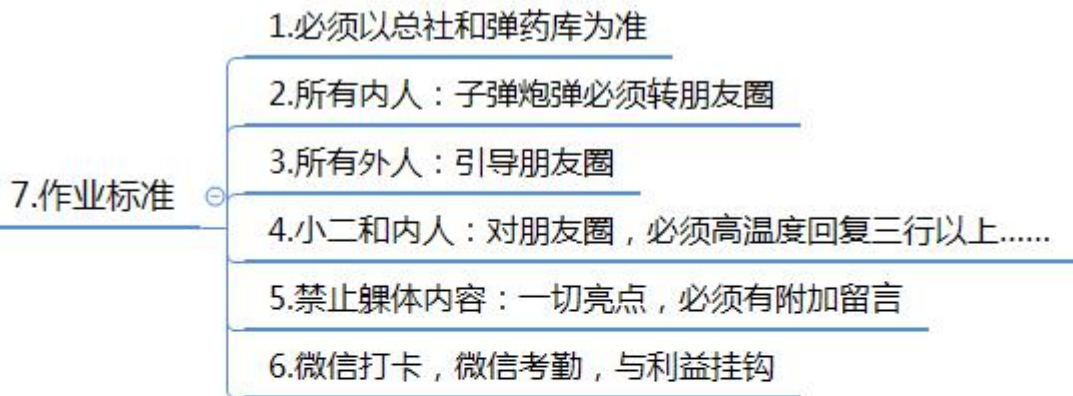 1.必须以总社和弹药库为准
2.所有内人：子弹炮弹必须转朋友圈
3.所有外人：引导朋友圈
7.作业标准
4.小二和内人：对朋友圈，必须高温度回复三行以上......
5.禁止躶体内容：一切亮点，必须有附加留言
6.微信打卡，微信考勤，与利益挂钩